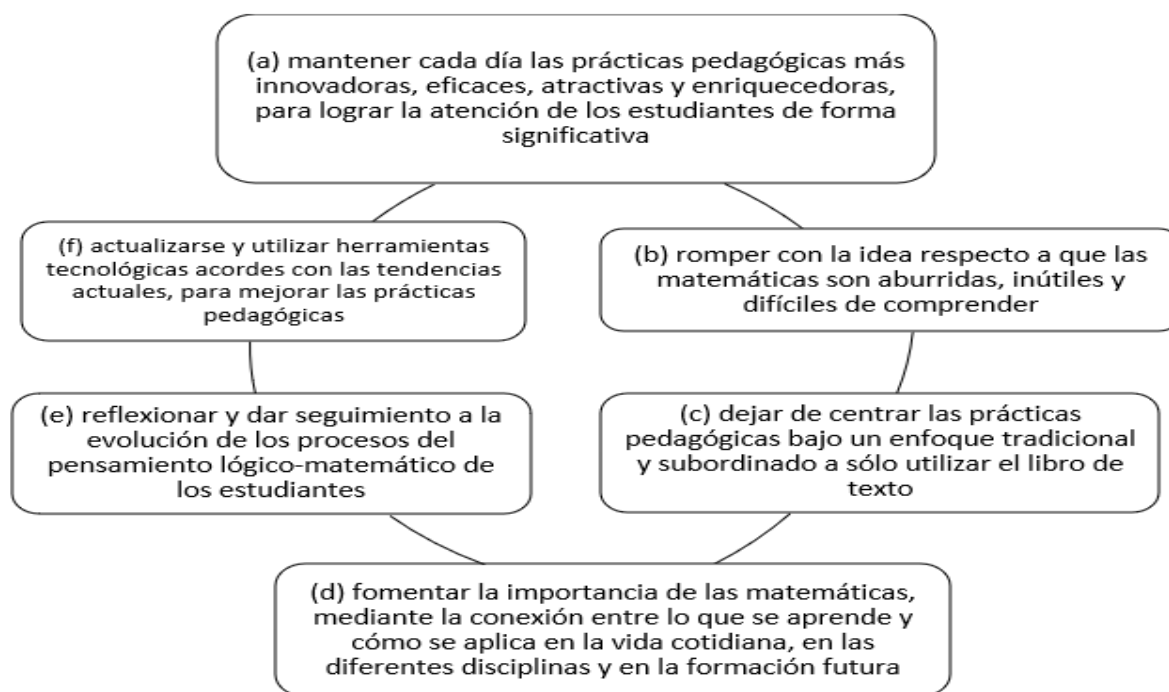 (a) mantener cada día las prácticas pedagógicas más
innovadoras, eficaces, atractivas y enriquecedoras,
para lograr la atención de los estudiantes de forma
significativa
(b) romper con la idea respecto a que las
matemáticas son aburridas, inútiles y
difíciles de comprender
(c) dejar de centrar las prácticas
pedagógicas bajo un enfoque tradicional
y subordinado a sólo utilizar el libro de
texto
(d) fomentar la importancia de las matemáticas,
mediante la conexión entre lo que se aprende y
cómo se aplica en la vida cotidiana, en las
diferentes disciplinas y en la formación futura
(e) reflexionar y dar seguimiento a la
evolución de los procesos del
pensamiento lógico-matemático de
los estudiantes
(f) actualizarse y utilizar herramientas
tecnológicas acordes con las tendencias
actuales, para mejorar las prácticas
pedagógicas